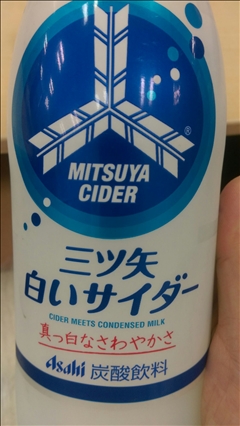 ®
MITSUYA
CIDER
三ツ矢
白いサイダー
CIDER MEETS CONDENSED MILK
真っ白なさわやかさ
Asahi 炭酸飲料